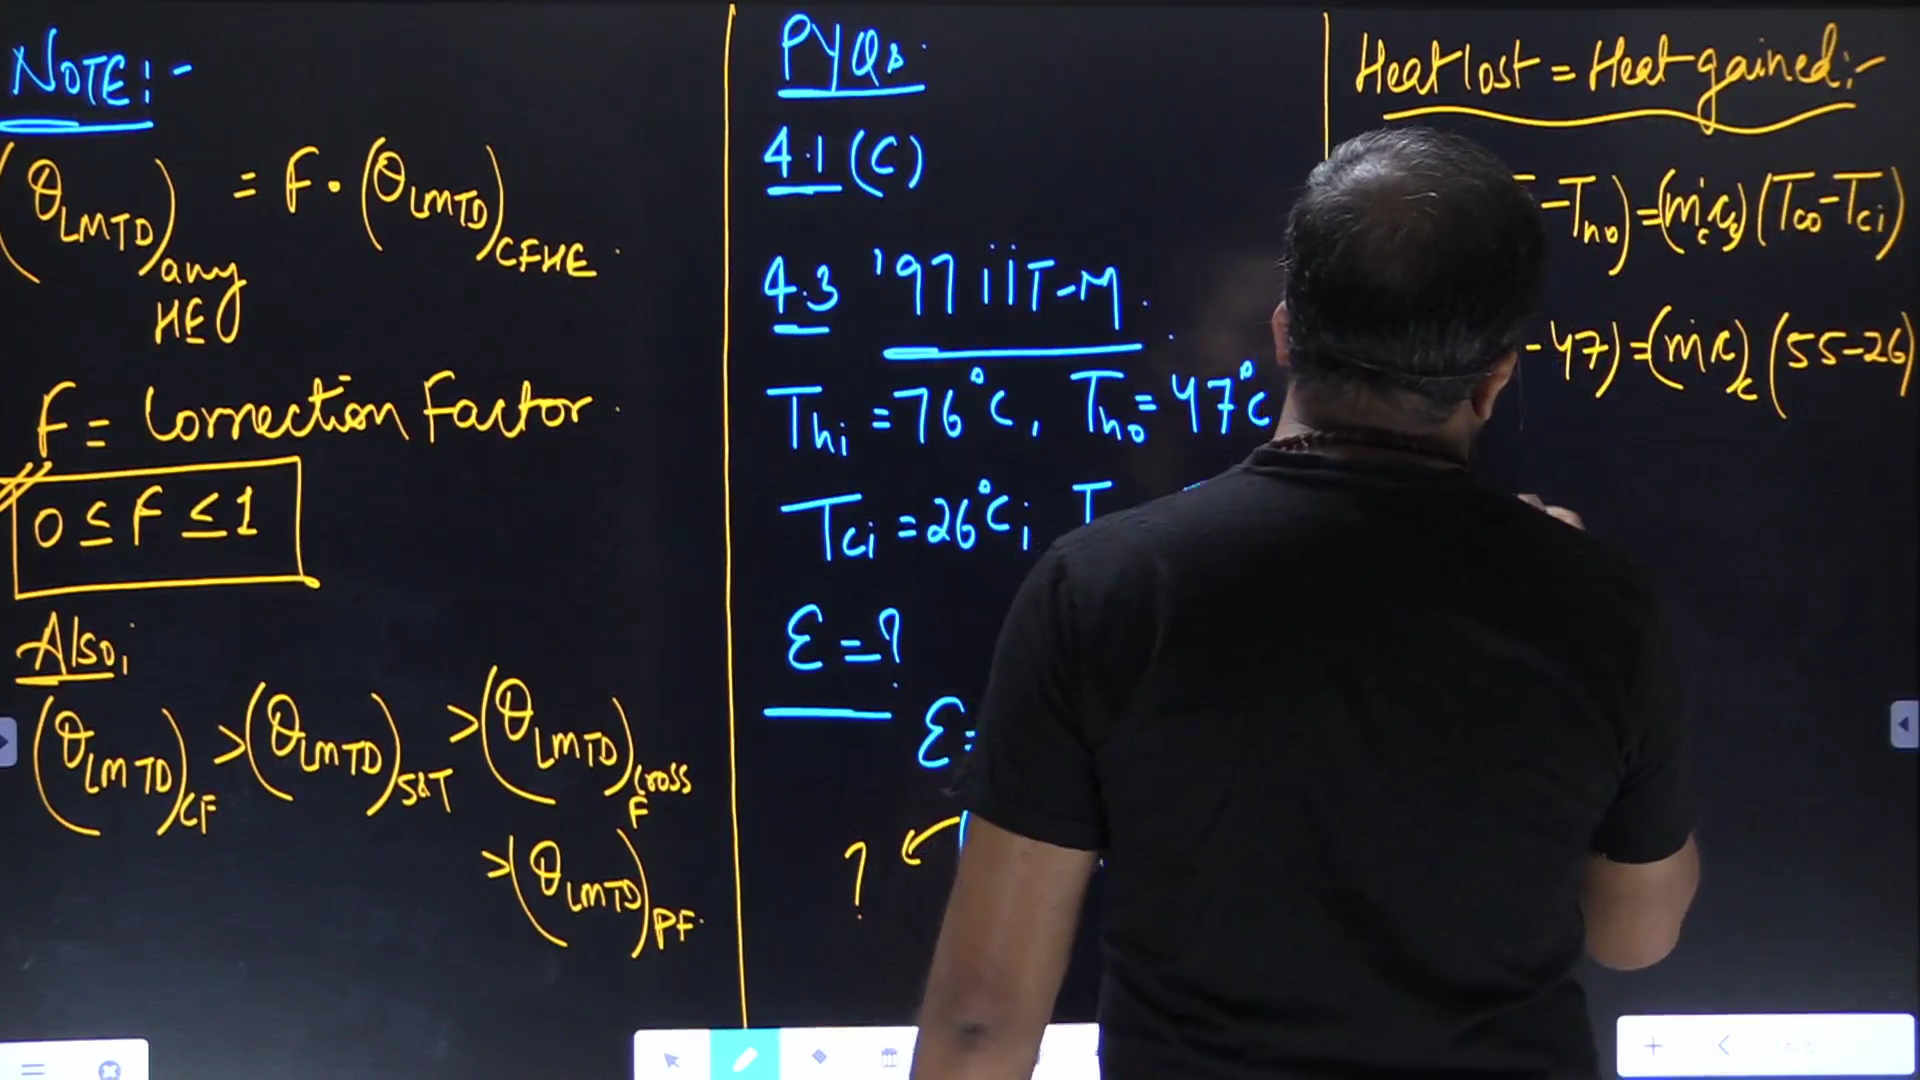 NOTE:-
(θLMTD)any HE = F·(θLMTD)CFHE.
F = Correction Factor.
0 ≤ F ≤ 1
Also,
(θLMTD)CF > (θLMTD)S&T > (θLMTD)Cross F
> (θLMTD)PF.
PYQs.
4.1 (C)
4.3 '97 iiT-M.
Thi = 76°C, Tho = 47°C
Tci = 26°C, T
ε = ?
ε =
?
Heat lost = Heat gained:-
-Tho) = (ṁc cc) (Tco-Tci)
-47) = (ṁc)c (55-26)